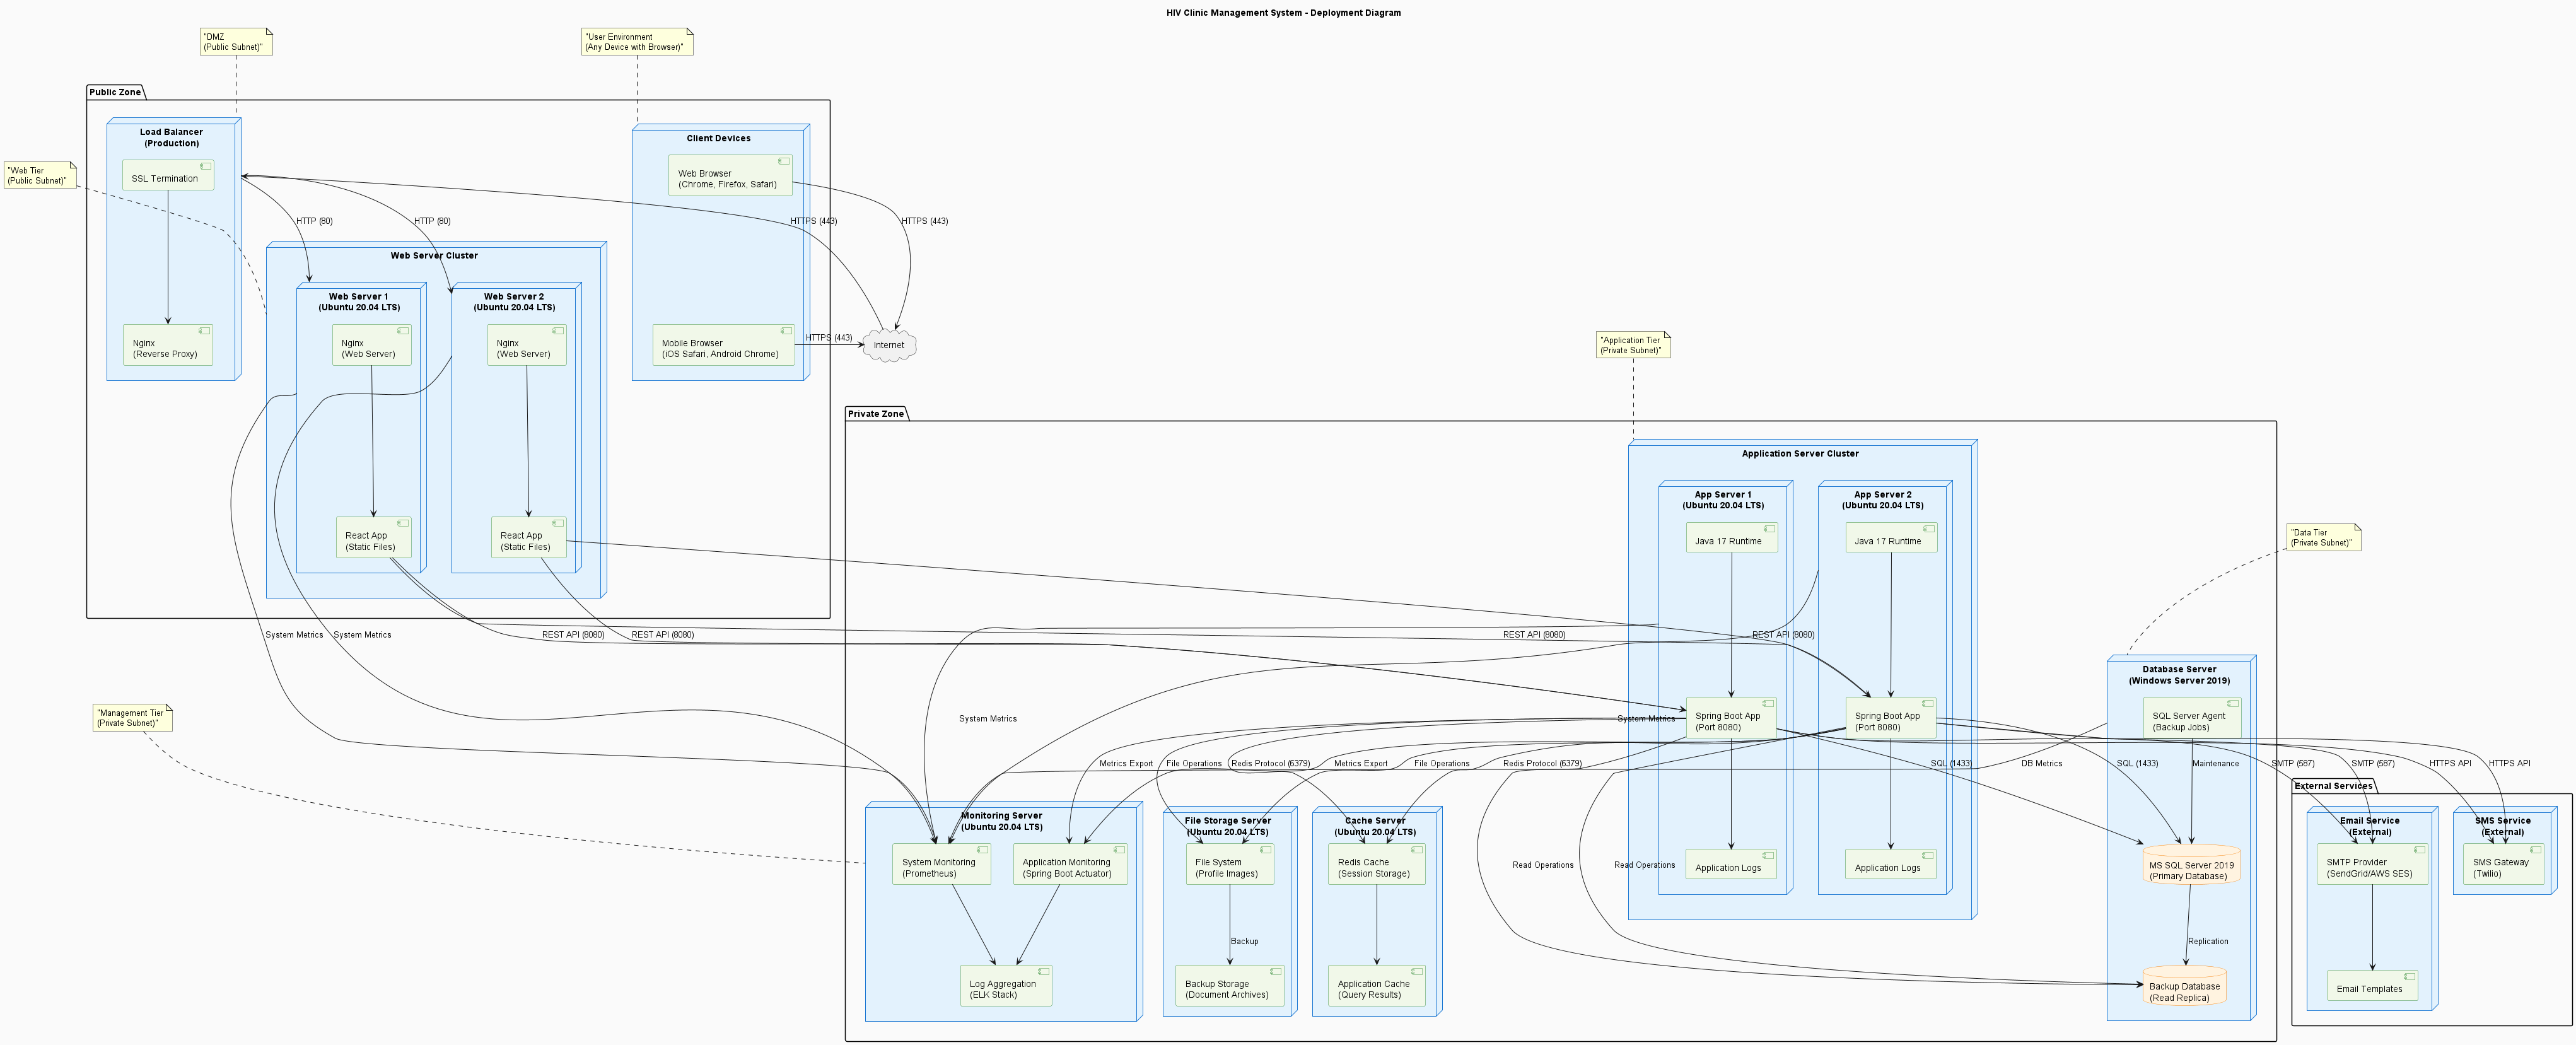 HIV Clinic Management System - Deployment Diagram
"DMZ
(Public Subnet)"
"User Environment
(Any Device with Browser)"
Public Zone
Load Balancer
(Production)
SSL Termination
Nginx
(Reverse Proxy)
Client Devices
Web Browser
(Chrome, Firefox, Safari)
Mobile Browser
(iOS Safari, Android Chrome)
"Web Tier
(Public Subnet)"
HTTP (80)
HTTP (80)
HTTPS (443)
HTTPS (443)
HTTPS (443)
Internet
Web Server Cluster
Web Server 1
(Ubuntu 20.04 LTS)
Nginx
(Web Server)
React App
(Static Files)
Web Server 2
(Ubuntu 20.04 LTS)
Nginx
(Web Server)
React App
(Static Files)
"Application Tier
(Private Subnet)"
Private Zone
Application Server Cluster
App Server 1
(Ubuntu 20.04 LTS)
Java 17 Runtime
Spring Boot App
(Port 8080)
Application Logs
App Server 2
(Ubuntu 20.04 LTS)
Java 17 Runtime
Spring Boot App
(Port 8080)
Application Logs
"Data Tier
(Private Subnet)"
System Metrics
System Metrics
REST API (8080)
REST API (8080)
REST API (8080)
REST API (8080)
"Management Tier
(Private Subnet)"
System Metrics
System Metrics
Metrics Export
File Operations
Redis Protocol (6379)
Metrics Export
File Operations
Redis Protocol (6379)
SQL (1433)
DB Metrics
SQL (1433)
Maintenance
SMTP (587)
SMTP (587)
HTTPS API
HTTPS API
Database Server
(Windows Server 2019)
SQL Server Agent
(Backup Jobs)
MS SQL Server 2019
(Primary Database)
Replication
Backup Database
(Read Replica)
Monitoring Server
(Ubuntu 20.04 LTS)
System Monitoring
(Prometheus)
Application Monitoring
(Spring Boot Actuator)
Log Aggregation
(ELK Stack)
File Storage Server
(Ubuntu 20.04 LTS)
File System
(Profile Images)
Backup
Backup Storage
(Document Archives)
Cache Server
(Ubuntu 20.04 LTS)
Redis Cache
(Session Storage)
Application Cache
(Query Results)
Read Operations
Read Operations
External Services
Email Service
(External)
SMTP Provider
(SendGrid/AWS SES)
Email Templates
SMS Service
(External)
SMS Gateway
(Twilio)